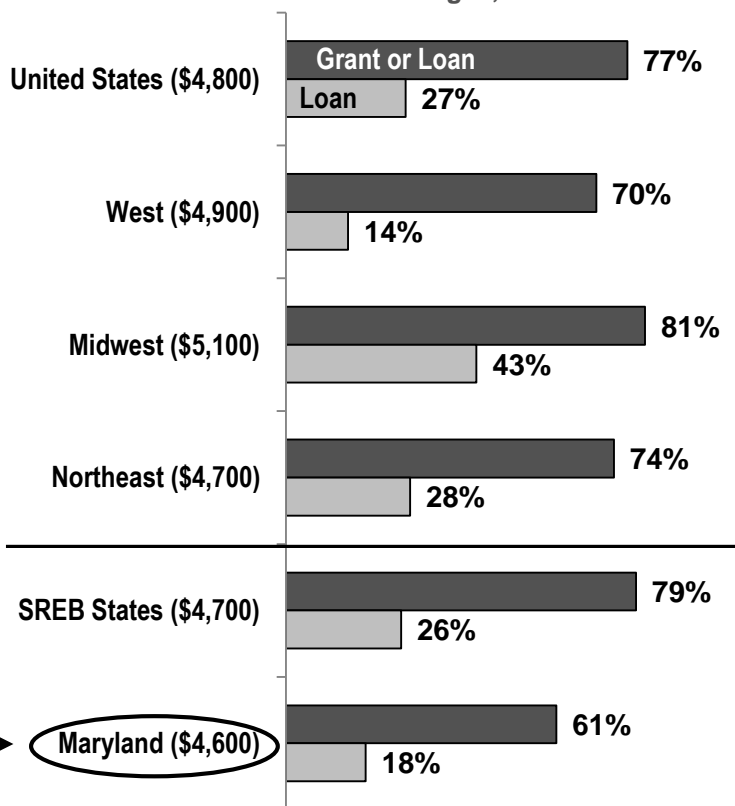 Grant or Loan 77%
United States ($4,800)
Loan 27%
70%
West ($4,900)
14%
81%
Midwest ($5,100)
43%
74%
Northeast ($4,700)
28%
79%
SREB States ($4,700)
26%
61%
Maryland ($4,600)
18%